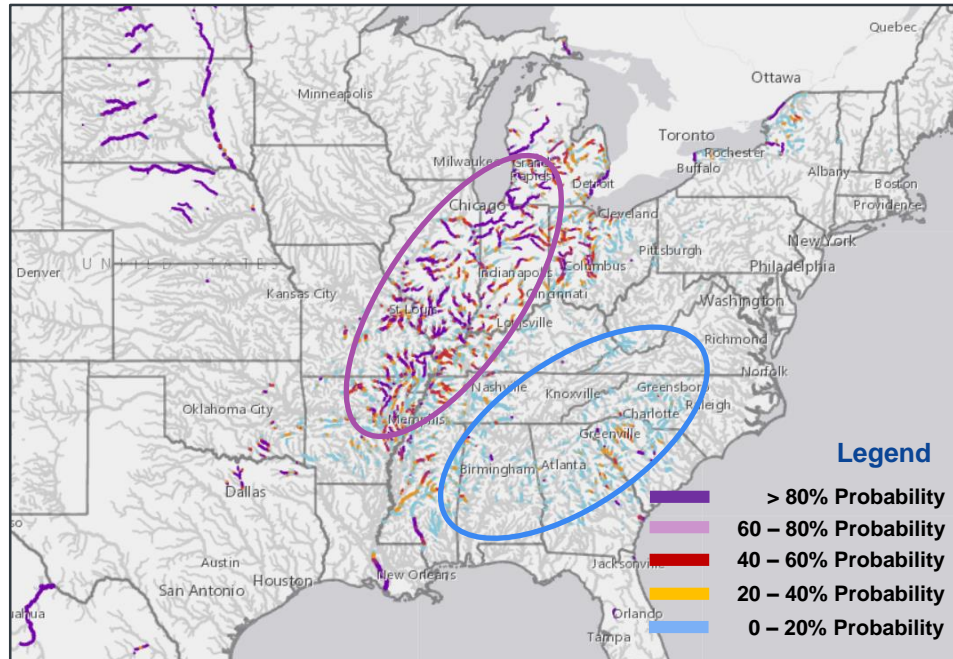 Quebec
Ottawa
Minneapolis
Toronto
Rochester
Buffalo
Milwaukee
Grand
Rapids
Detroit
Albany
Boston
Providence
Chicago
Cleveland
New York
Pittsburgh
Philadelphia
Denver
UNITED STATES
Indianapolis
Columbus
Kansas City
Cincinnati
Washington
St Louis
Louisville
Richmond
Norfolk
Nashville
Knoxville
Greensboro
Raleigh
Oklahoma City
Memphis
Charlotte
Greenville
Birmingham
Atlanta
Dallas
Legend
> 80% Probability
60 – 80% Probability
40 – 60% Probability
20 – 40% Probability
0 – 20% Probability
Austin
San Antonio
Houston
New Orleans
Jacksonville
Orlando
Tampa